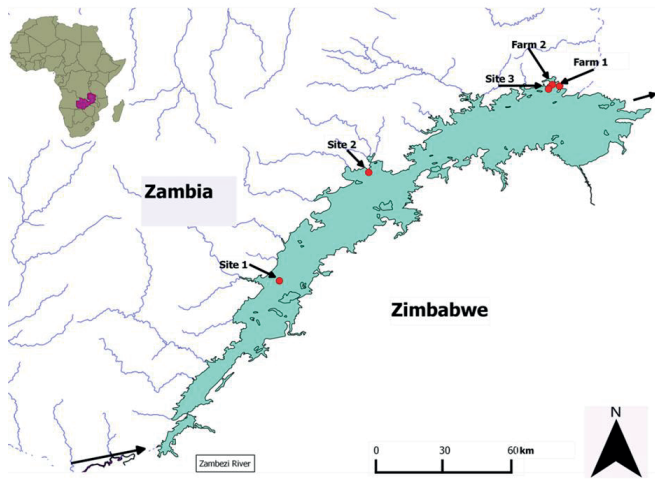 Farm 2
Farm 1
Site 3
Site 2
Zambia
Site 1
Zimbabwe
N
0 30 60 km
Zambezi River